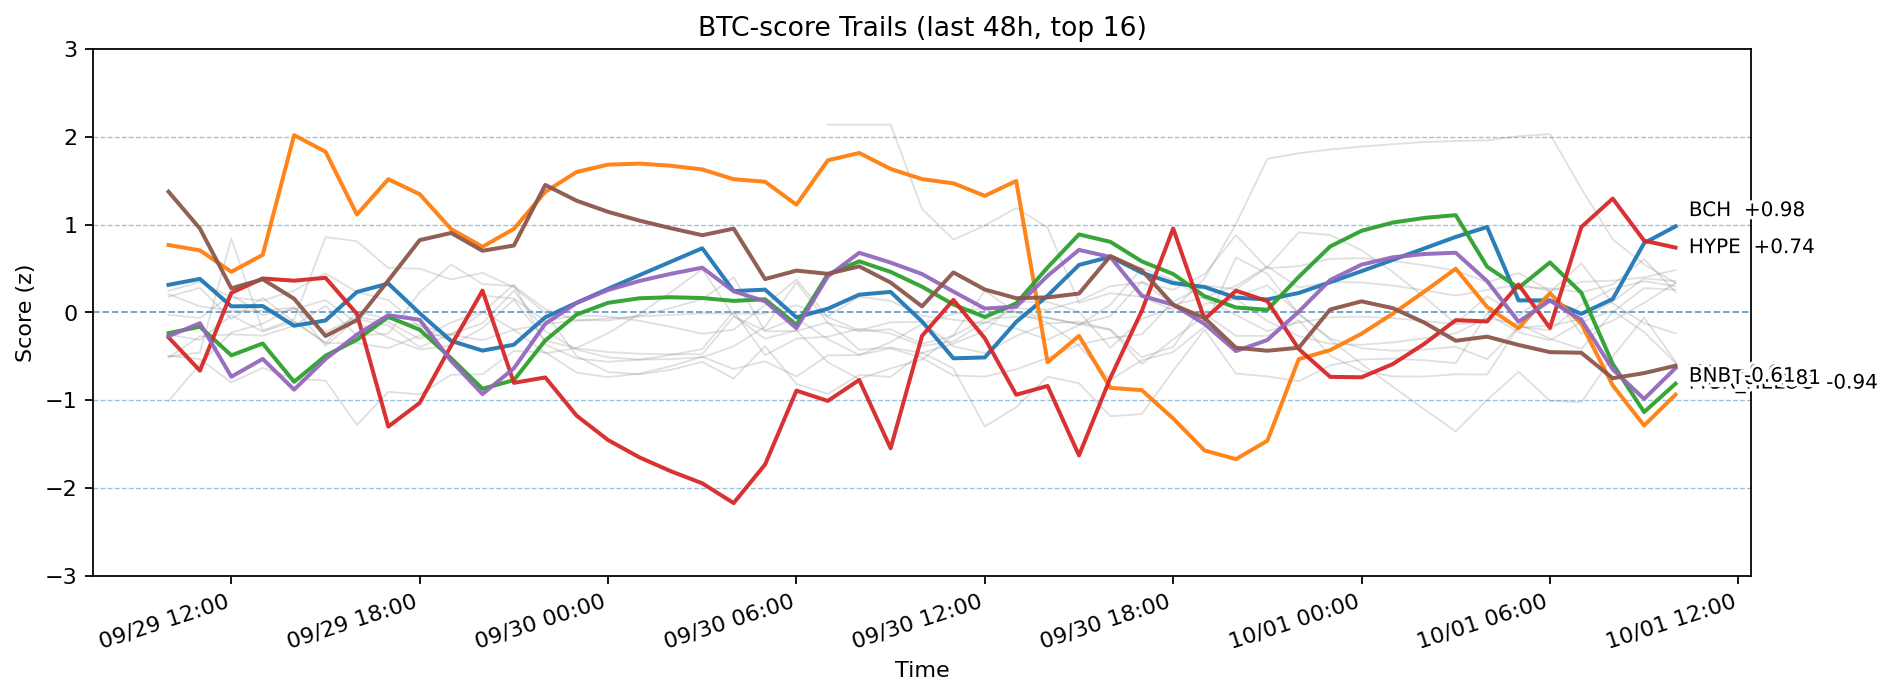 BTC-score Trails (last 48h, top 16)
Score (z)
3
2
1
0
−1
−2
−3
BCH +0.98
HYPE +0.74
BNB
-0.94
09/29 12:00
09/29 18:00
09/30 00:00
09/30 06:00
09/30 12:00
09/30 18:00
10/01 00:00
10/01 06:00
10/01 12:00
Time